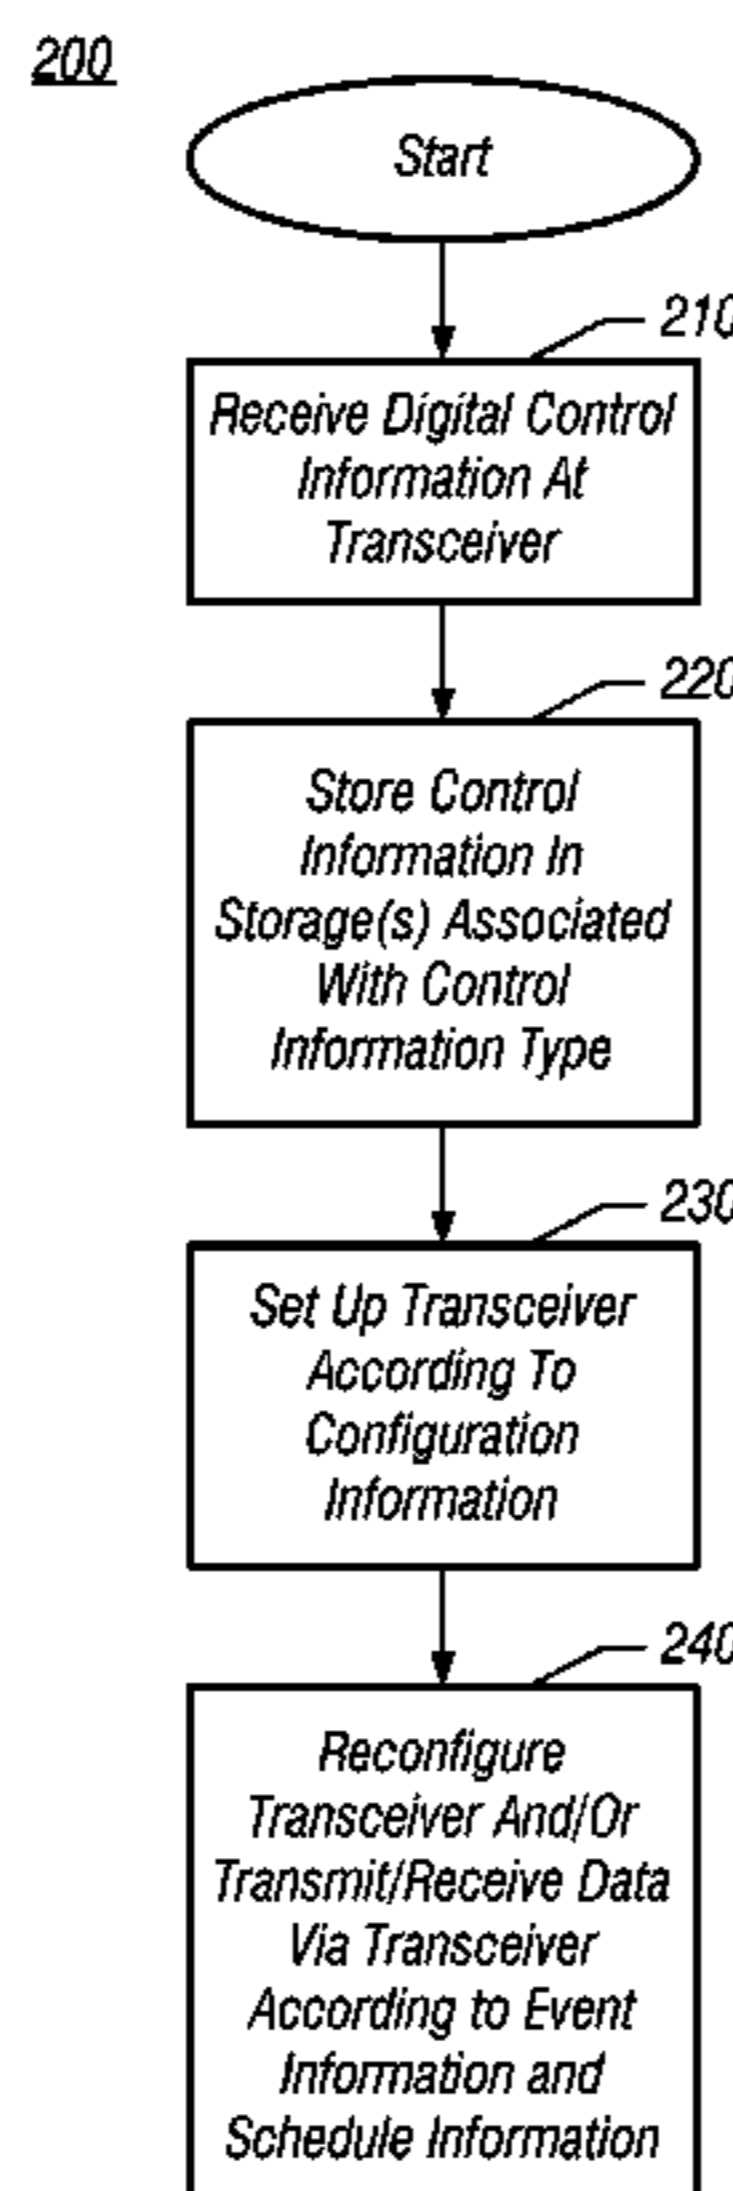 200
Start
210
Receive Digital Control
Information At
Transceiver
220
Store Control
Information In
Storage(s) Associated
With Control
Information Type
230
Set Up Transceiver
According To
Configuration
Information
240
Reconfigure
Transceiver And/Or
Transmit/Receive Data
Via Transceiver
According to Event
Information and
Schedule Information